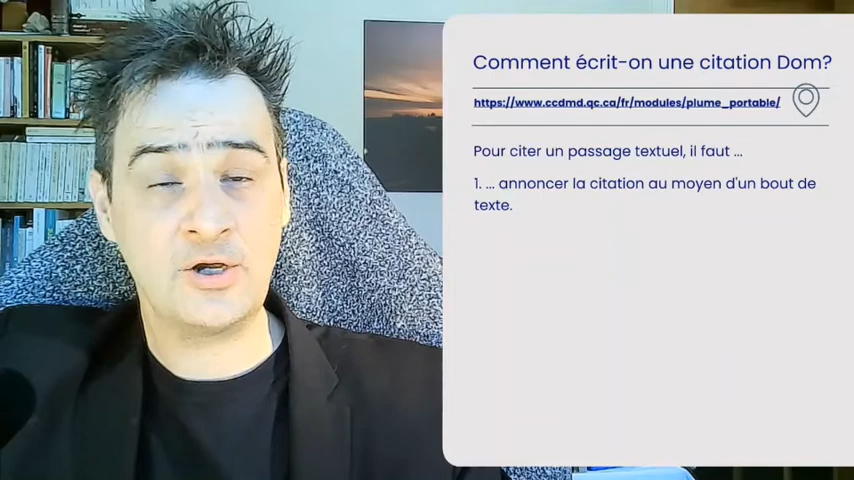 Comment écrit-on une citation Dom?
https://www.ccdmd.qc.ca/fr/modules/plume_portable/
Pour citer un passage textuel, il faut ...
1. ... annoncer la citation au moyen d'un bout de
texte.